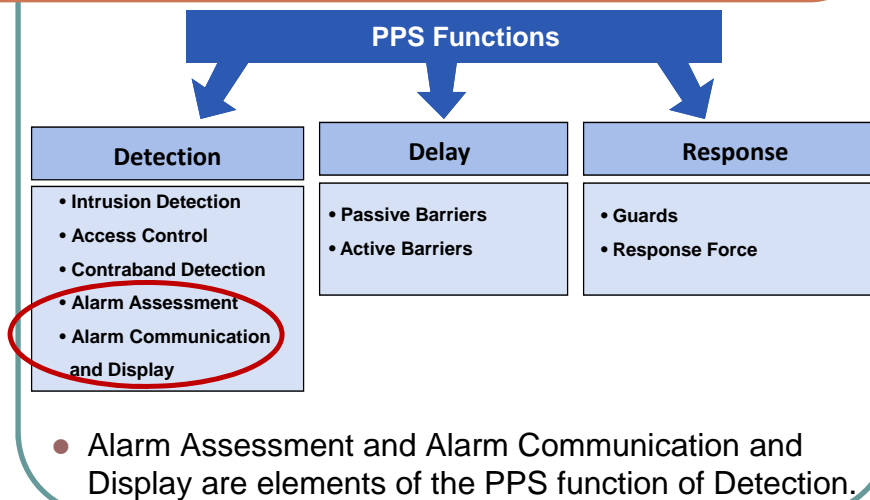 PPS Functions
Detection
• Intrusion Detection
• Access Control
• Contraband Detection
• Alarm Assessment
• Alarm Communication
and Display
Delay
• Passive Barriers
• Active Barriers
Response
• Guards
• Response Force
● Alarm Assessment and Alarm Communication and
Display are elements of the PPS function of Detection.